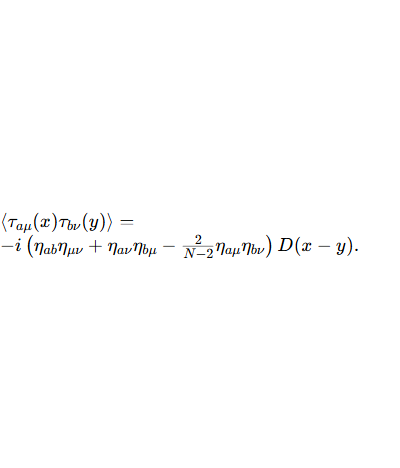 ⟨τ_{aμ}(x)τ_{bν}(y)⟩ =
−i (η_{ab}η_{μν} + η_{aν}η_{bμ} − \frac{2}{N−2}η_{aμ}η_{bν}) D(x − y).